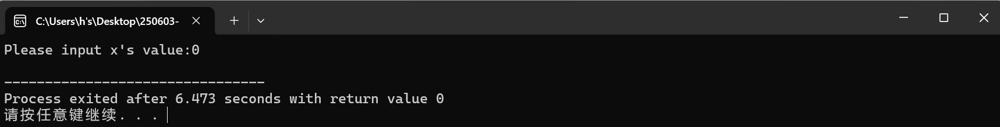 C:\Users\h's\Desktop\250603-
Please input x's value:0
--------------------------------
Process exited after 6.473 seconds with return value 0
请按任意键继续. . .